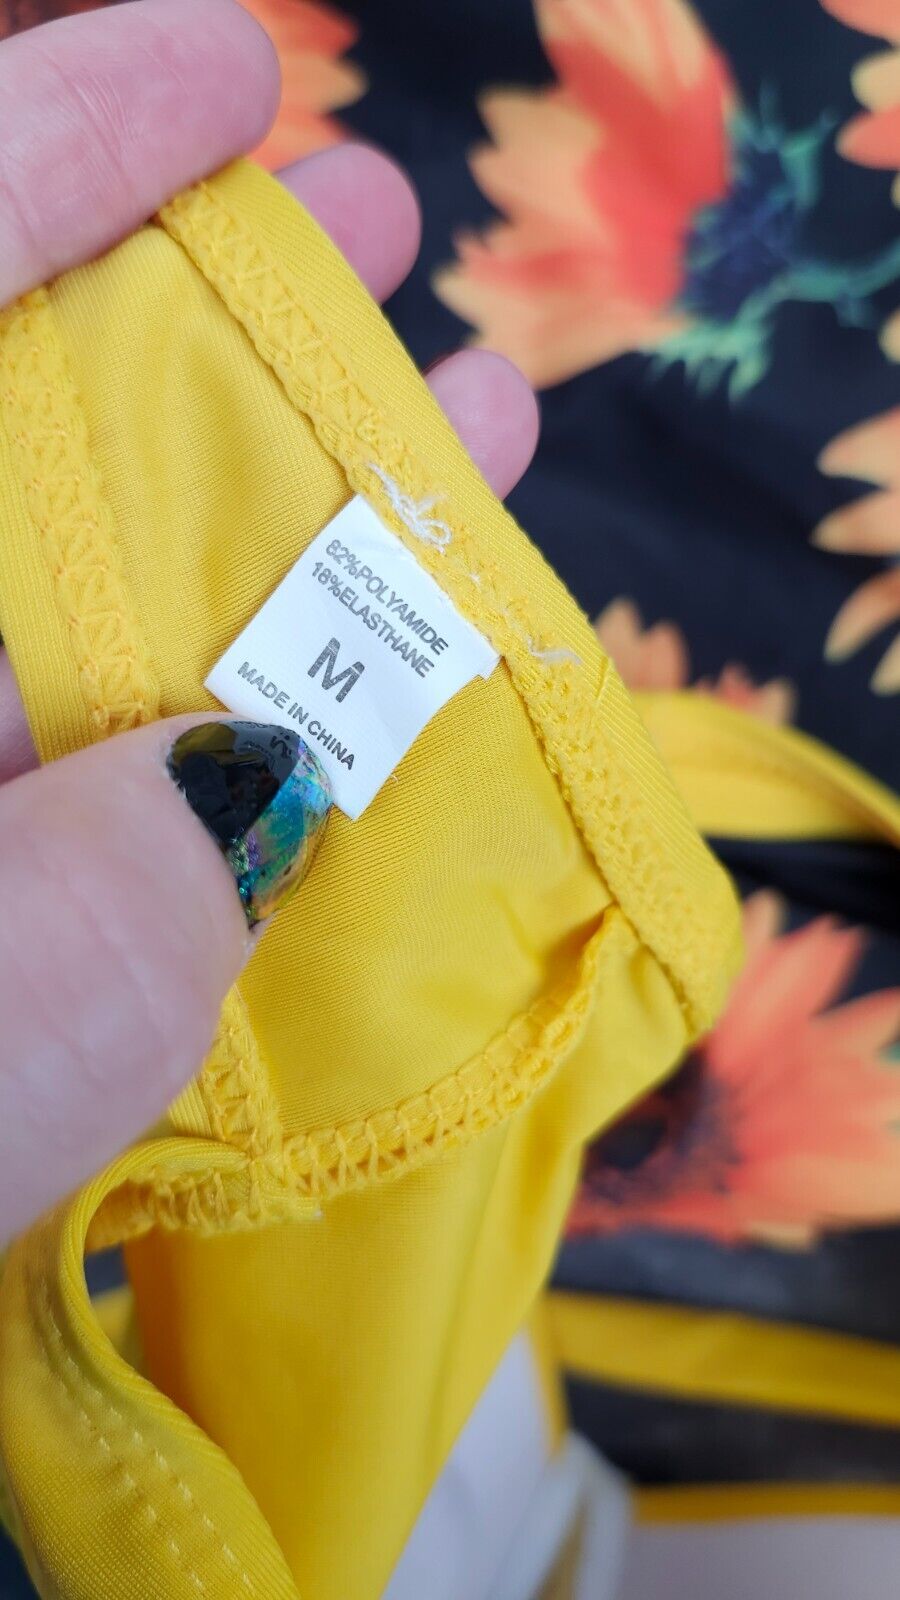 82%POLYAMIDE
18%ELASTHANE
M
MADE IN CHINA